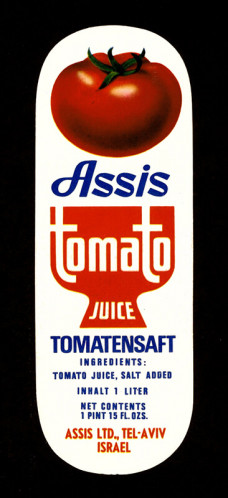 Assis
tomato
JUICE
TOMATENSAFT
INGREDIENTS:
TOMATO JUICE, SALT ADDED
INHALT 1 LITER
NET CONTENTS
1 PINT 15 FL. OZS.
ASSIS LTD., TEL-AVIV
ISRAEL